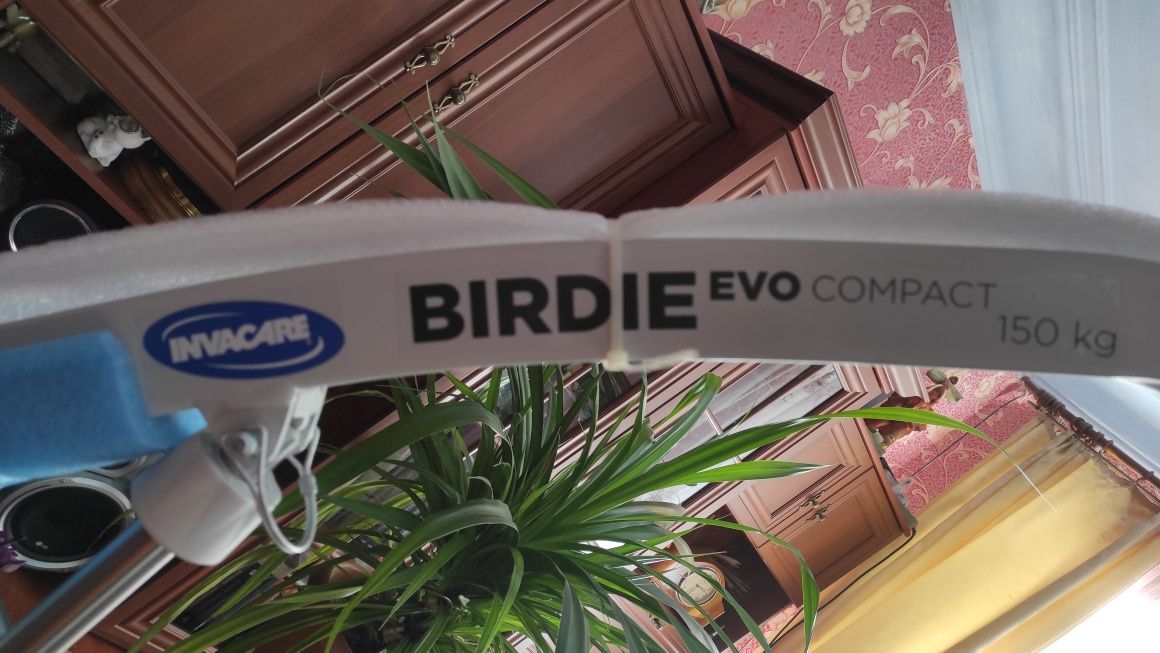 INVACARE
BIRDIE EVO COMPACT
150 kg